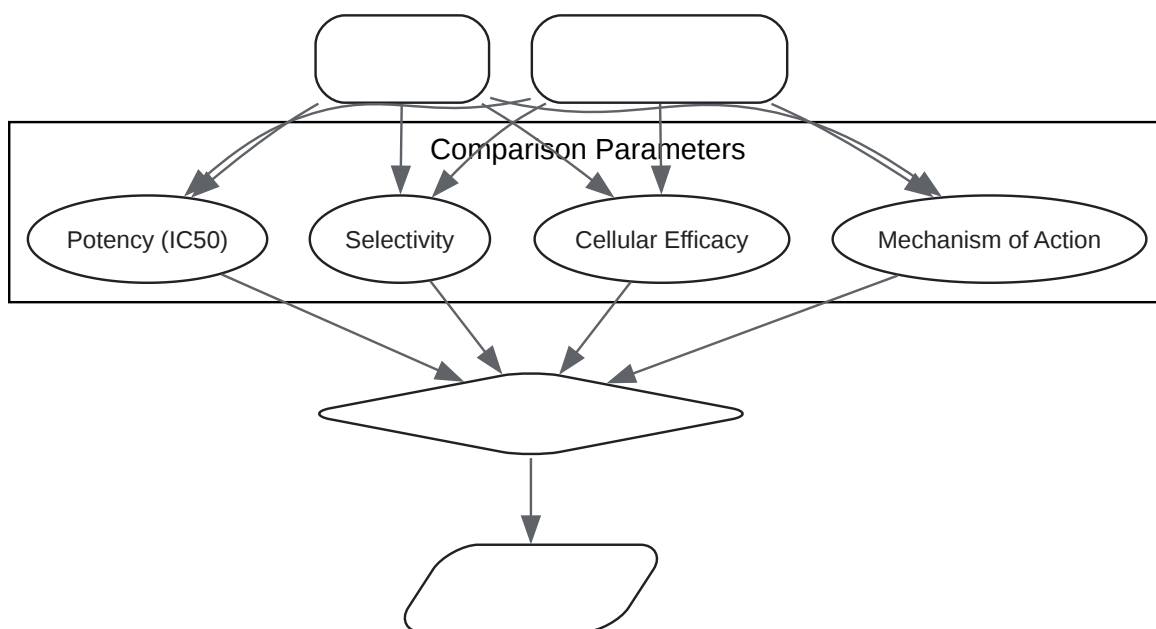 Comparison Parameters
Potency (IC50)
Selectivity
Cellular Efficacy
Mechanism of Action